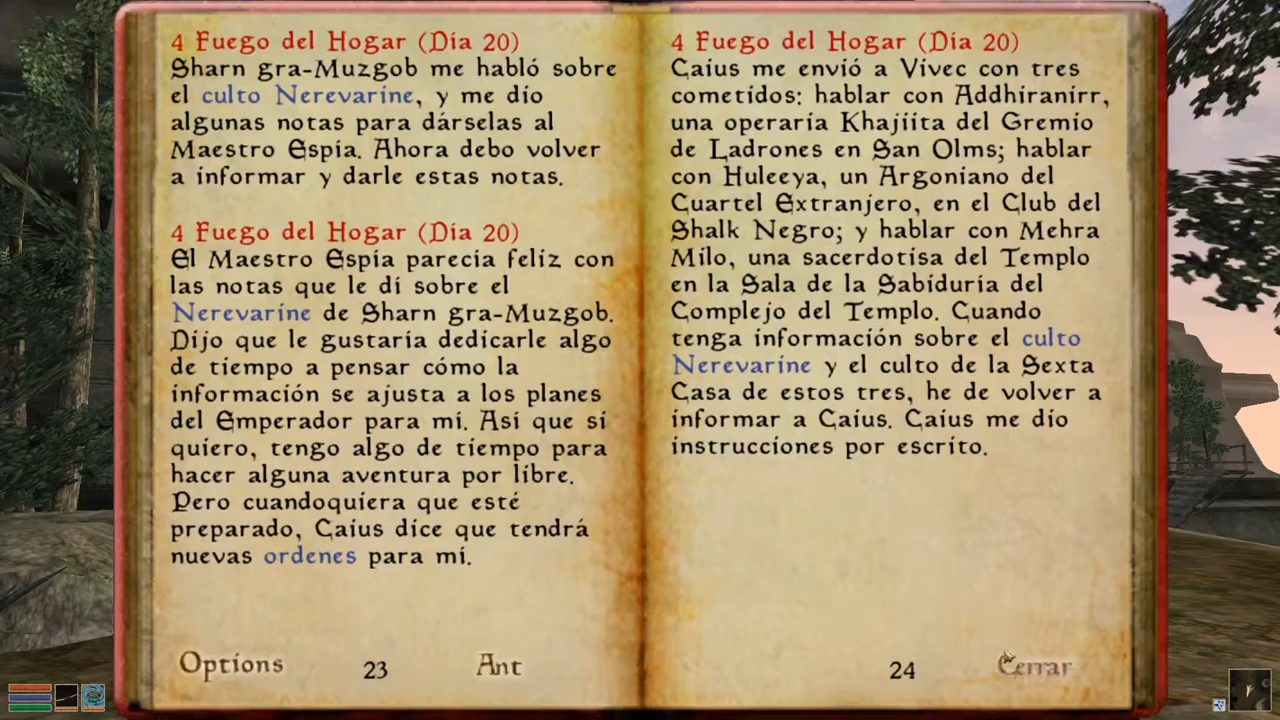 4 Fuego del Hogar (Día 20)
Sharn gra-Muzgob me habló sobre
el culto Nerevarine, y me dio
algunas notas para dárselas al
Maestro Espía. Ahora debo volver
a informar y darle estas notas.
4 Fuego del Hogar (Día 20)
El Maestro Espía parecía feliz con
las notas que le di sobre el
Nerevarine de Sharn gra-Muzgob.
Dijo que le gustaría dedicarle algo
de tiempo a pensar cómo la
información se ajusta a los planes
del Emperador para mí. Así que si
quiero, tengo algo de tiempo para
hacer alguna aventura por libre.
Pero cuandoquiera que esté
preparado, Caius dice que tendrá
nuevas ordenes para mí.
Options
23
Ant
4 Fuego del Hogar (Día 20)
Caius me envió a Vivec con tres
cometidos: hablar con Addhiranirr,
una operaria Khajiita del Gremio
de Ladrones en San Olms; hablar
con Huleeya, un Argoniano del
Cuartel Extranjero, en el Club del
Shalk Negro; y hablar con Mehra
Milo, una sacerdotisa del Templo
en la Sala de la Sabiduría del
Complejo del Templo. Cuando
tenga información sobre el culto
Nerevarine y el culto de la Sexta
Casa de estos tres, he de volver a
informar a Caius. Caius me dio
instrucciones por escrito.
24
Cerrar